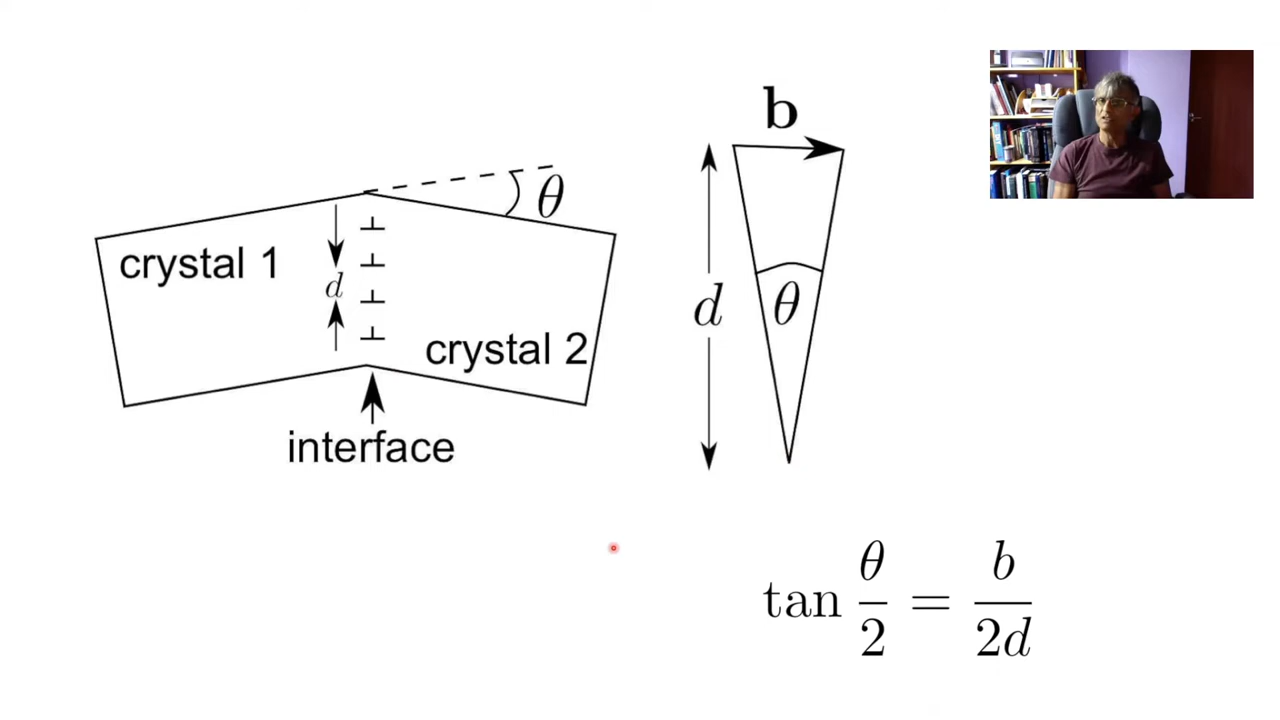 b
θ
crystal 1
d
d
θ
crystal 2
interface
tan θ/2 = b/2d